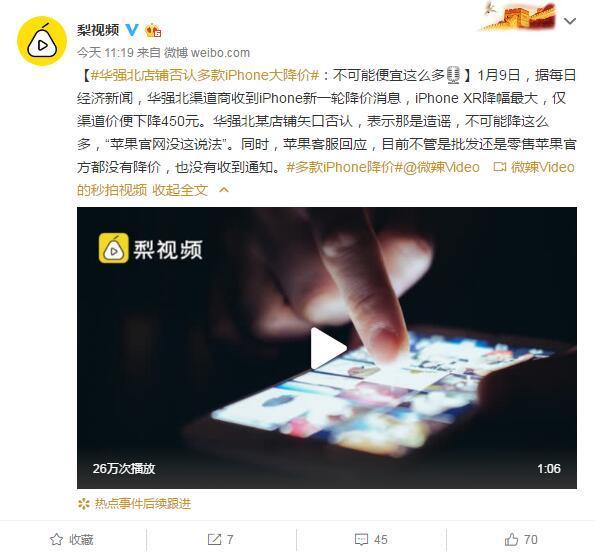 梨视频
今天 11:19 来自 微博 weibo.com
【#华强北店铺否认多款iPhone大降价#：不可能便宜这么多🎙】1月9日，据每日
经济新闻，华强北渠道商收到iPhone新一轮降价消息，iPhone XR降幅最大，仅
渠道价便下降450元。华强北某店铺矢口否认，表示那是造谣，不可能降这么
多，“苹果官网没这说法”。同时，苹果客服回应，目前不管是批发还是零售苹果官
方都没有降价，也没有收到通知。#多款iPhone降价#@微辣Video 微辣Video
的秒拍视频 收起全文
梨视频
26万次播放 1:06
热点事件后续跟进
收藏 7 45 70